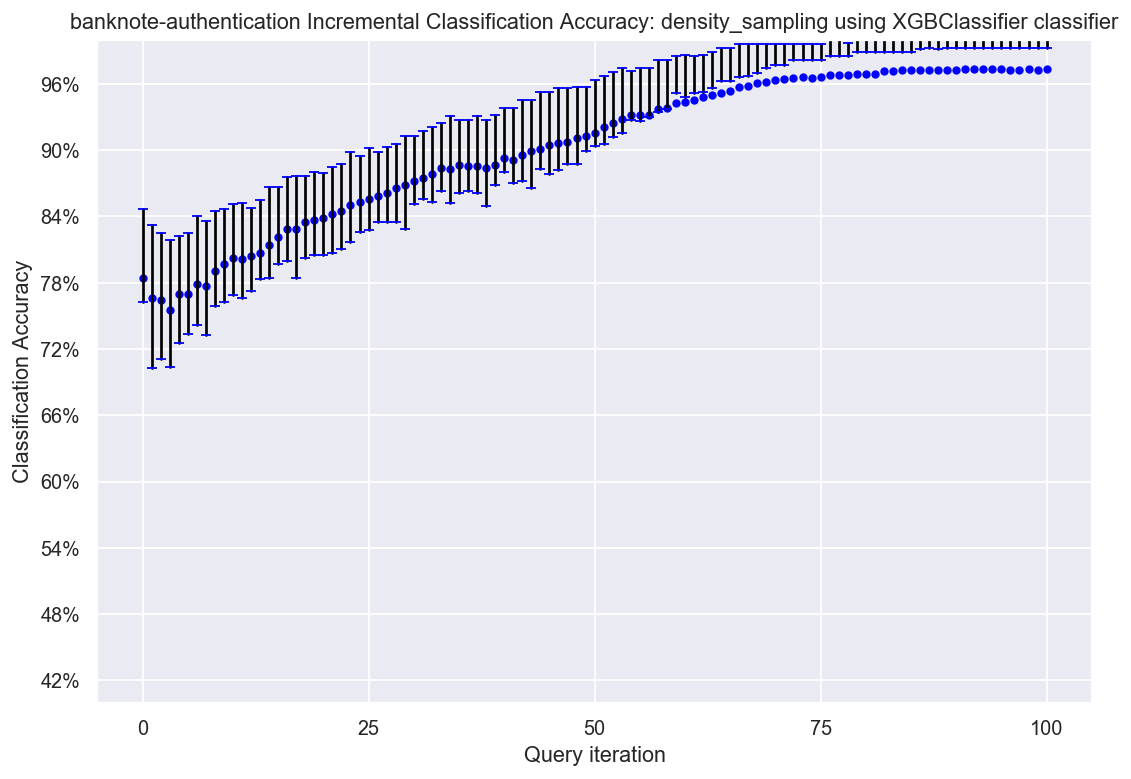 banknote-authentication Incremental Classification Accuracy: density_sampling using XGBClassifier classifier
96%
90%
84%
78%
72%
66%
60%
54%
48%
42%
Classification Accuracy
0 25 50 75 100
Query iteration